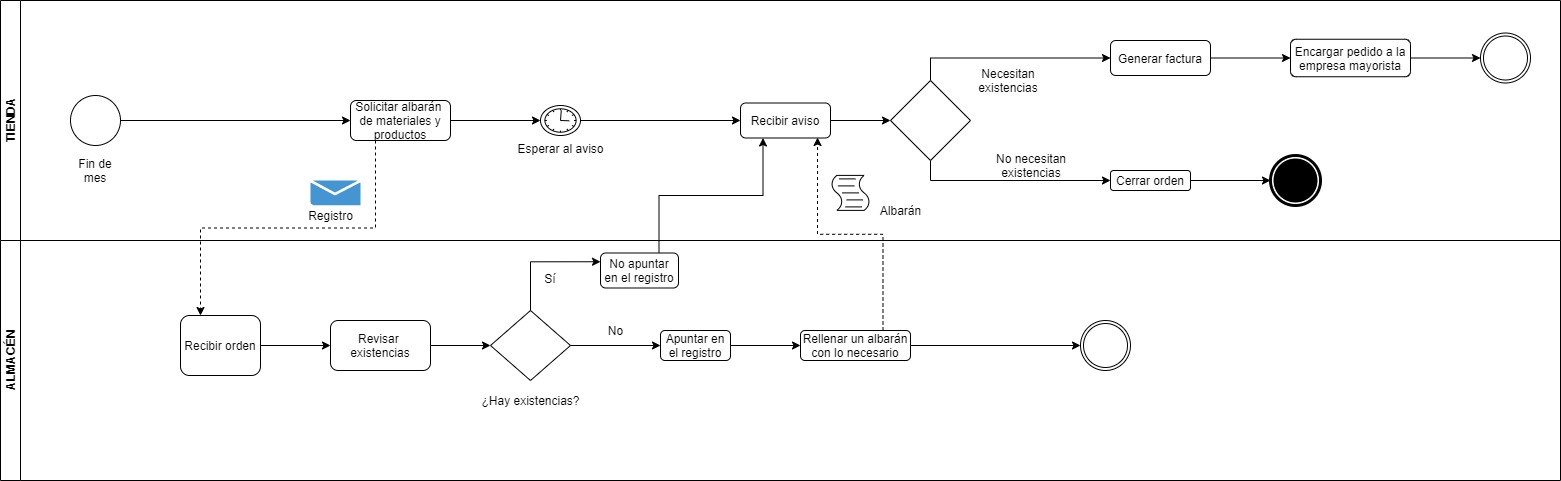 TIENDA
Fin de
mes
Solicitar albarán
de materiales y
productos
Registro
Esperar al aviso
Recibir aviso
Albarán
Necesitan
existencias
Generar factura
Encargar pedido a la
empresa mayorista
No necesitan
existencias
Cerrar orden
ALMACÉN
Recibir orden
Revisar
existencias
¿Hay existencias?
Sí
No apuntar
en el registro
No
Apuntar en
el registro
Rellenar un albarán
con lo necesario